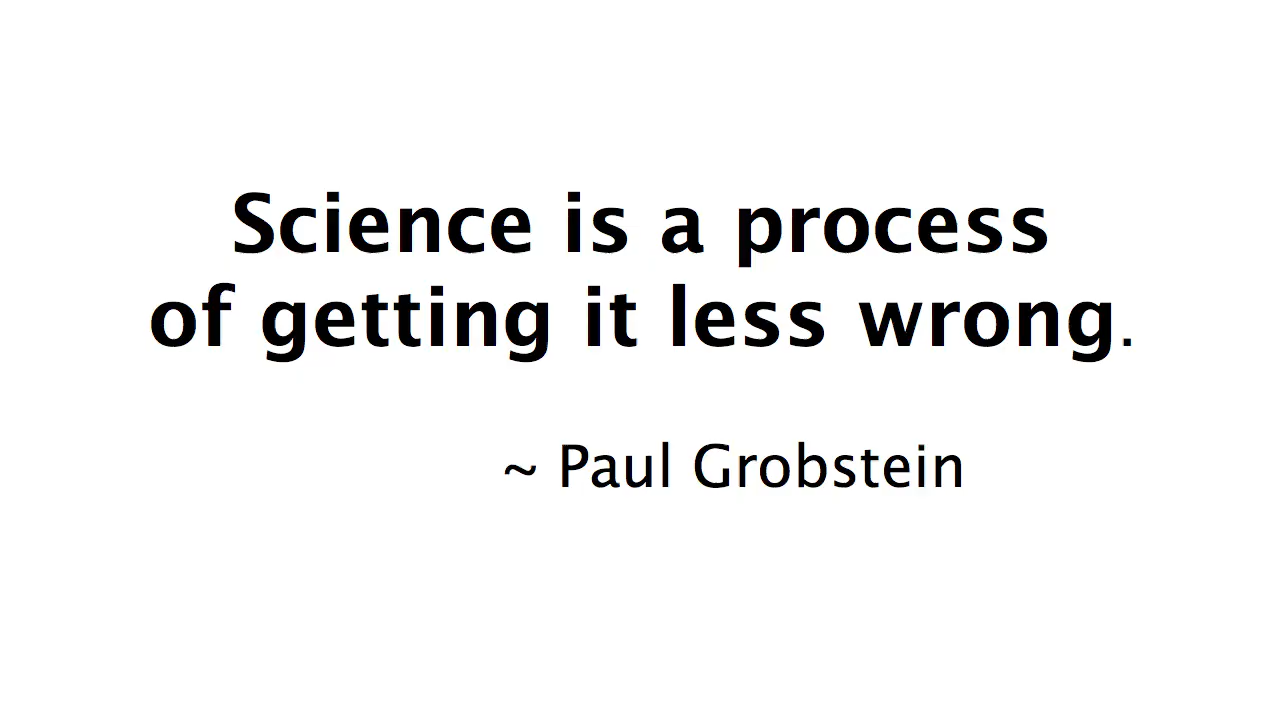 Science is a process
of getting it less wrong.
~ Paul Grobstein